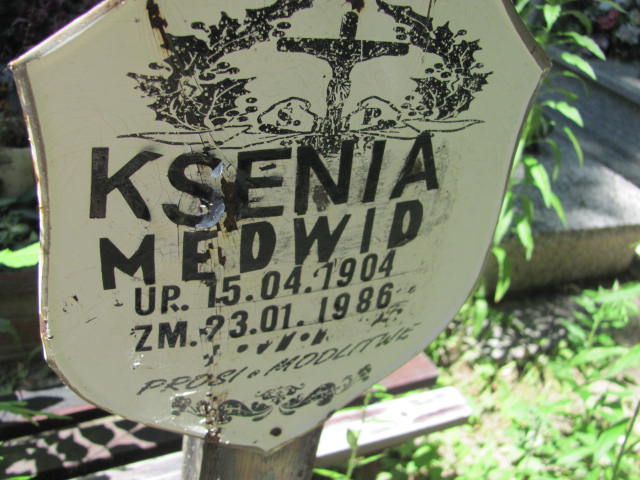 KSENIA
MEDWID
UR. 15.04.1904
ZM. 23.01.1986
PROSI O MODLITWĘ